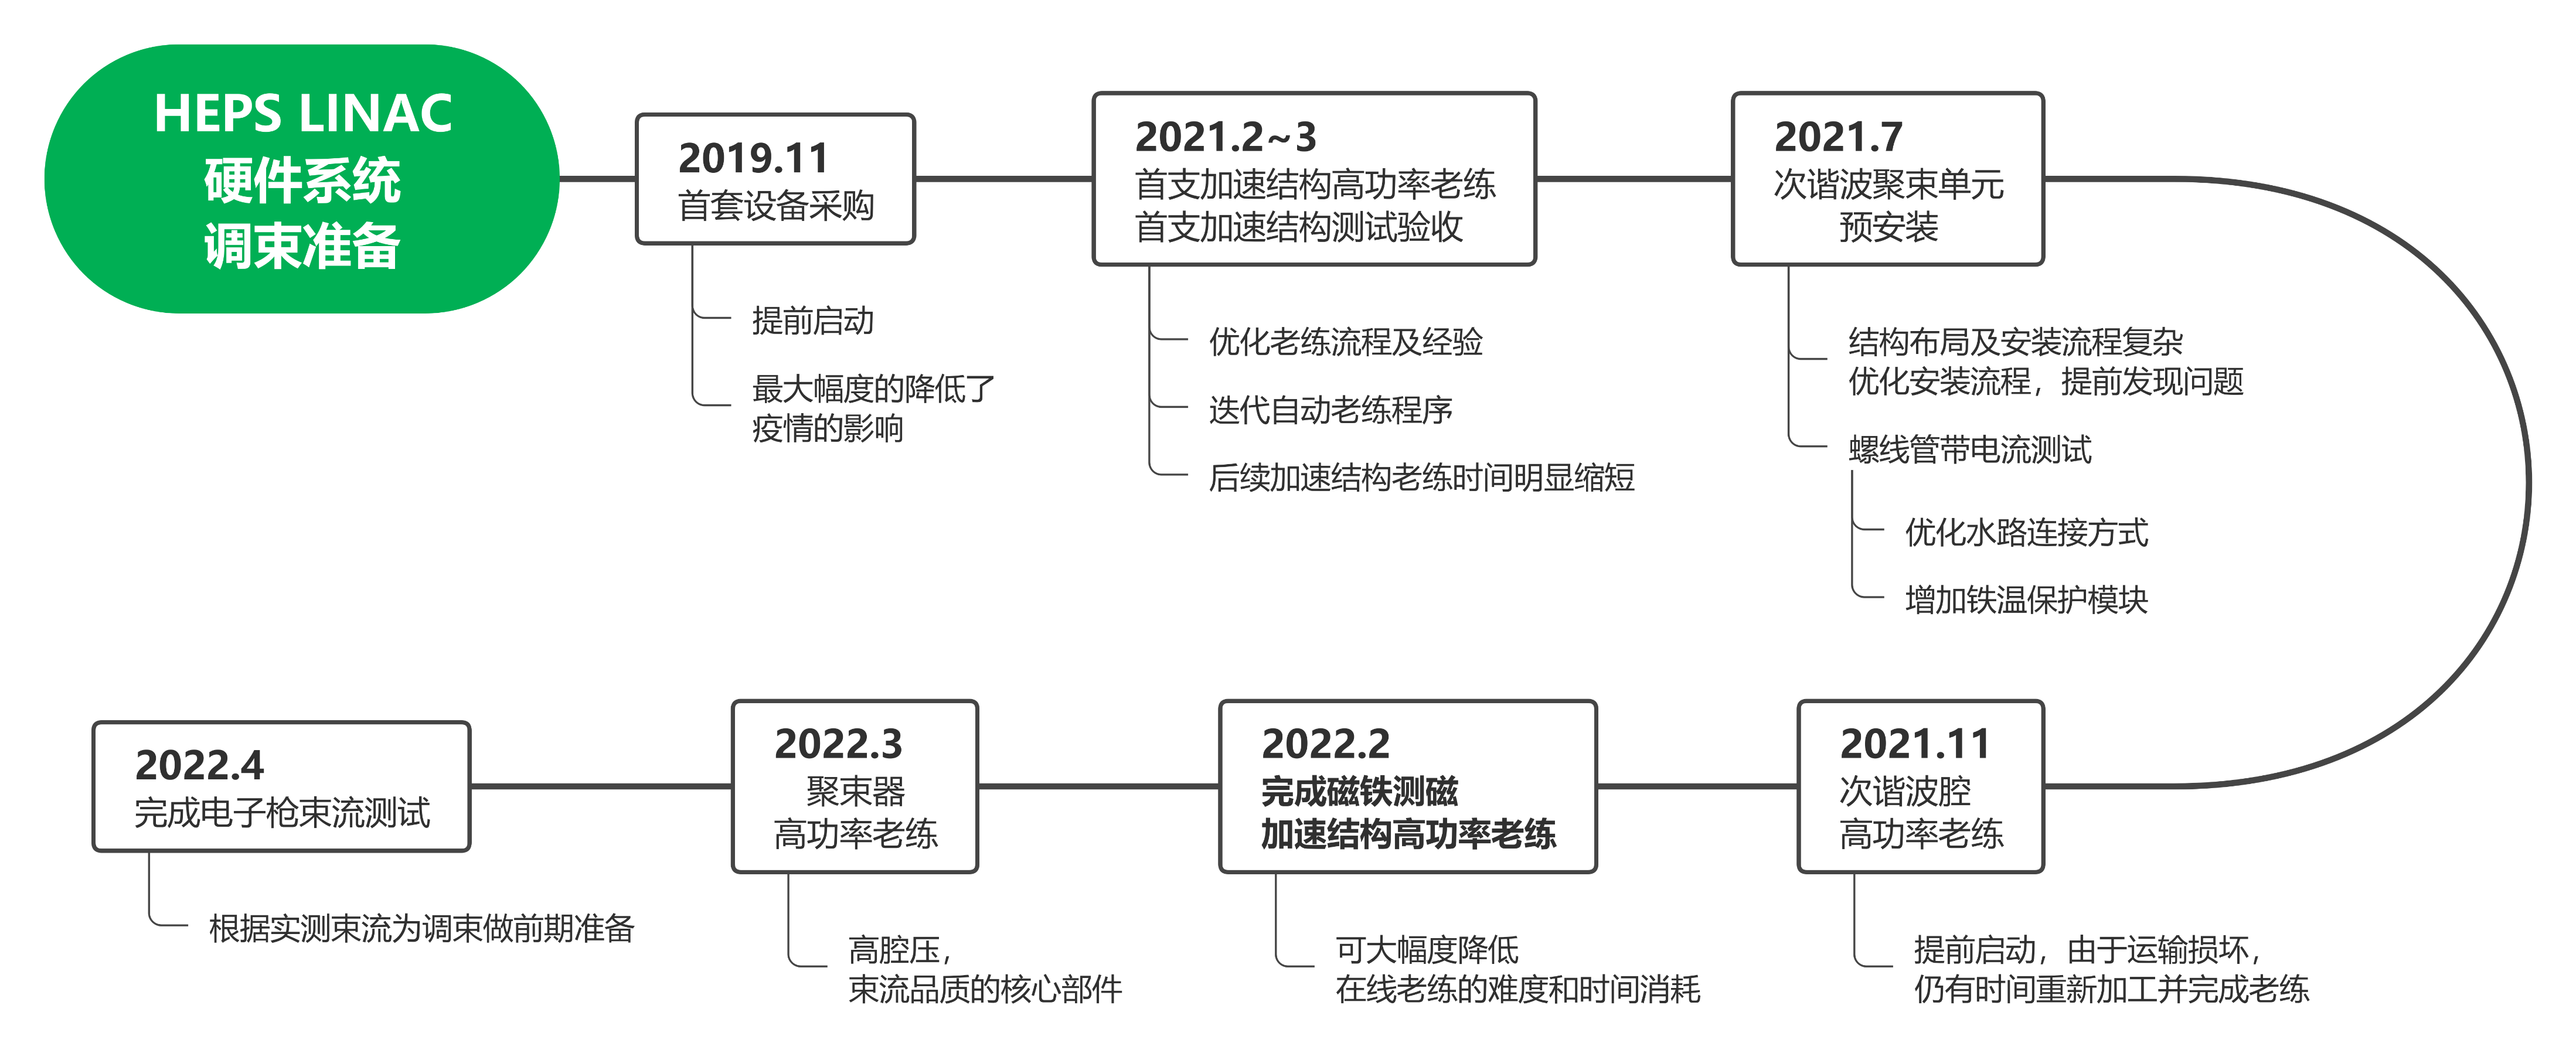 HEPS LINAC
硬件系统
调束准备
2019.11
首套设备采购
提前启动
最大幅度的降低了
疫情的影响
2021.2~3
首支加速结构高功率老练
首支加速结构测试验收
优化老练流程及经验
迭代自动老练程序
后续加速结构老练时间明显缩短
2021.7
次谐波聚束单元
预安装
结构布局及安装流程复杂
优化安装流程，提前发现问题
螺线管带电流测试
优化水路连接方式
增加铁温保护模块
2021.11
次谐波腔
高功率老练
提前启动，由于运输损坏，
仍有时间重新加工并完成老练
2022.2
完成磁铁测磁
加速结构高功率老练
可大幅度降低
在线老练的难度和时间消耗
2022.3
聚束器
高功率老练
高腔压，
束流品质的核心部件
2022.4
完成电子枪束流测试
根据实测束流为调束做前期准备